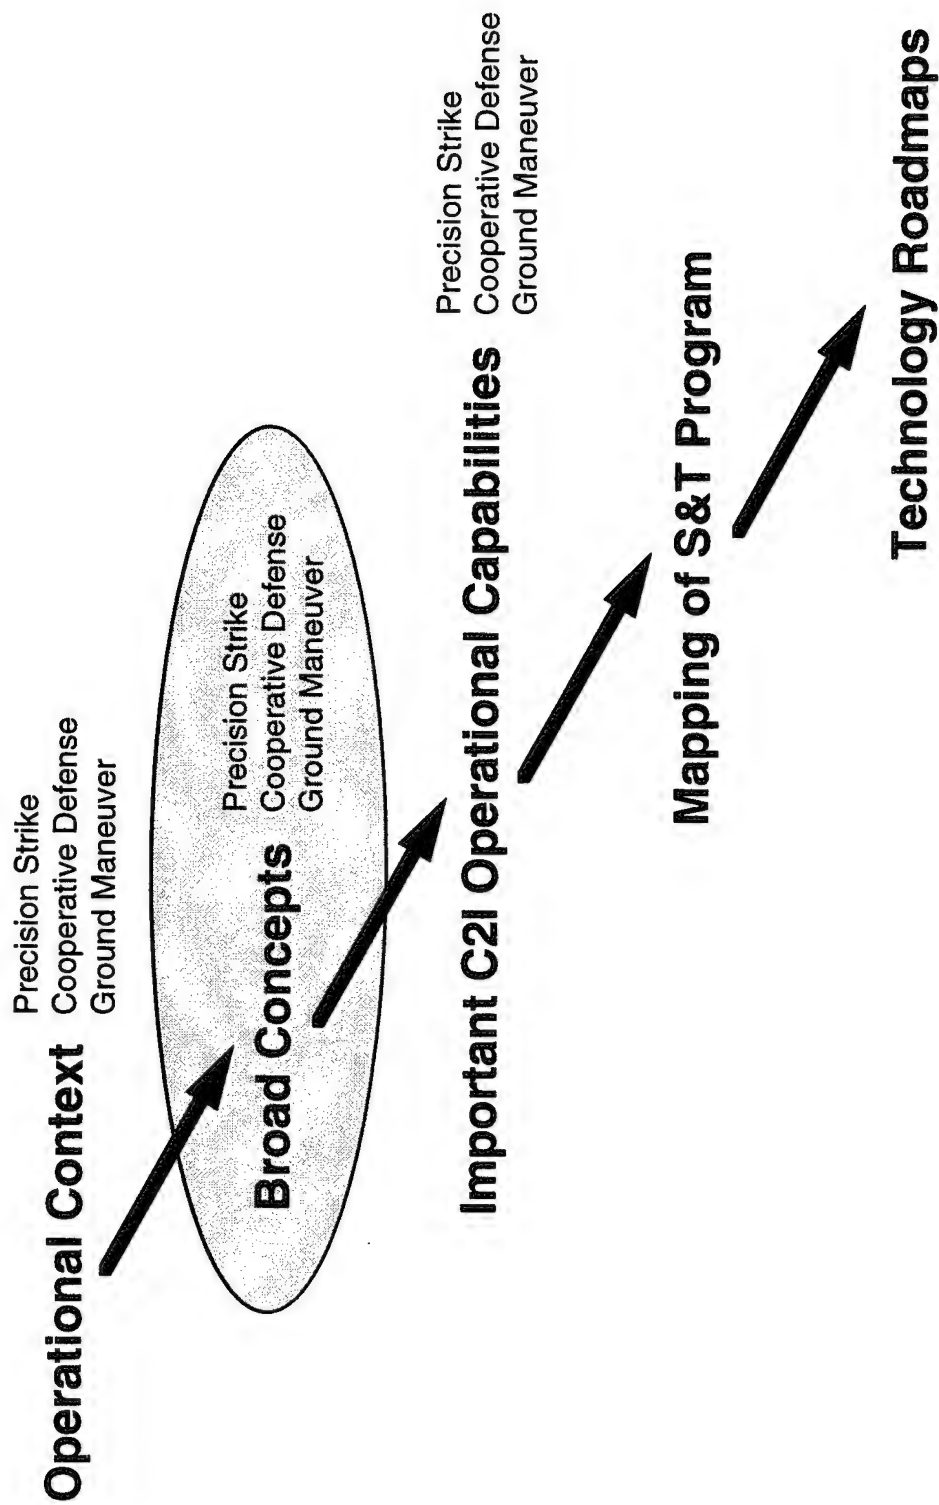 Operational Context
Precision Strike
Cooperative Defense
Ground Maneuver
Broad Concepts
Precision Strike
Cooperative Defense
Ground Maneuver
Important C2I Operational Capabilities
Precision Strike
Cooperative Defense
Ground Maneuver
Mapping of S&T Program
Technology Roadmaps